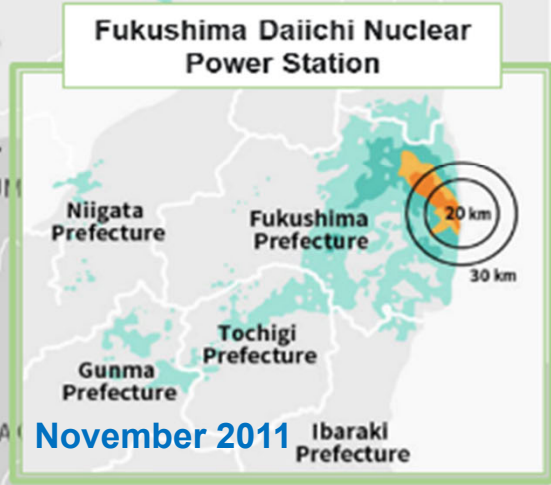 Fukushima Daiichi Nuclear
Power Station
Niigata
Prefecture
Fukushima
Prefecture
20 km
30 km
Tochigi
Prefecture
Gunma
Prefecture
November 2011
Ibaraki
Prefecture